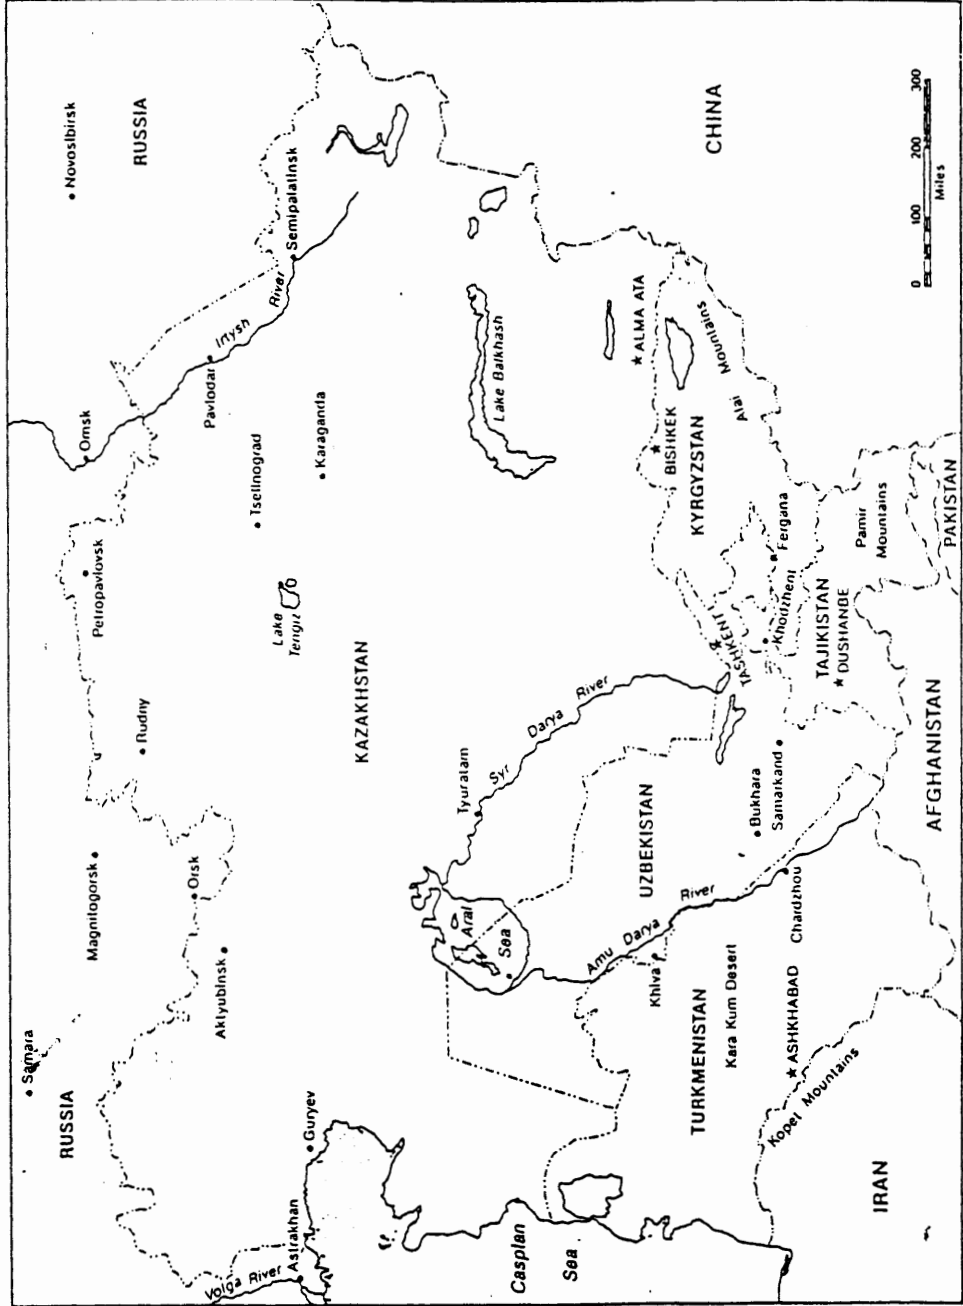 Samara
RUSSIA
Magnitogorsk
Orsk
Aktyubinsk
Rudny
Petropavlovsk
Omsk
Novosibirsk
RUSSIA
Volga River
Astrakhan
Guryev
Lake
Tengiz
Tselinograd
Karaganda
Pavlodar
Irtysh River
Semipalatinsk
KAZAKHSTAN
Caspian
Sea
Aral
Sea
Tyuratam
Syr Darya River
Lake Balkhash
CHINA
ALMA ATA
BISHKEK
KYRGYZSTAN
Alai Mountains
UZBEKISTAN
Amu Darya River
Khiva
TURKMENISTAN
Kara Kum Desert
ASHKHABAD
Chardzhou
Bukhara
Samarkand
TASHKENT
Khodzhent
Fergana
TAJIKISTAN
DUSHANBE
Pamir
Mountains
Kopet Mountains
IRAN
AFGHANISTAN
PAKISTAN
0 100 200 300
Miles